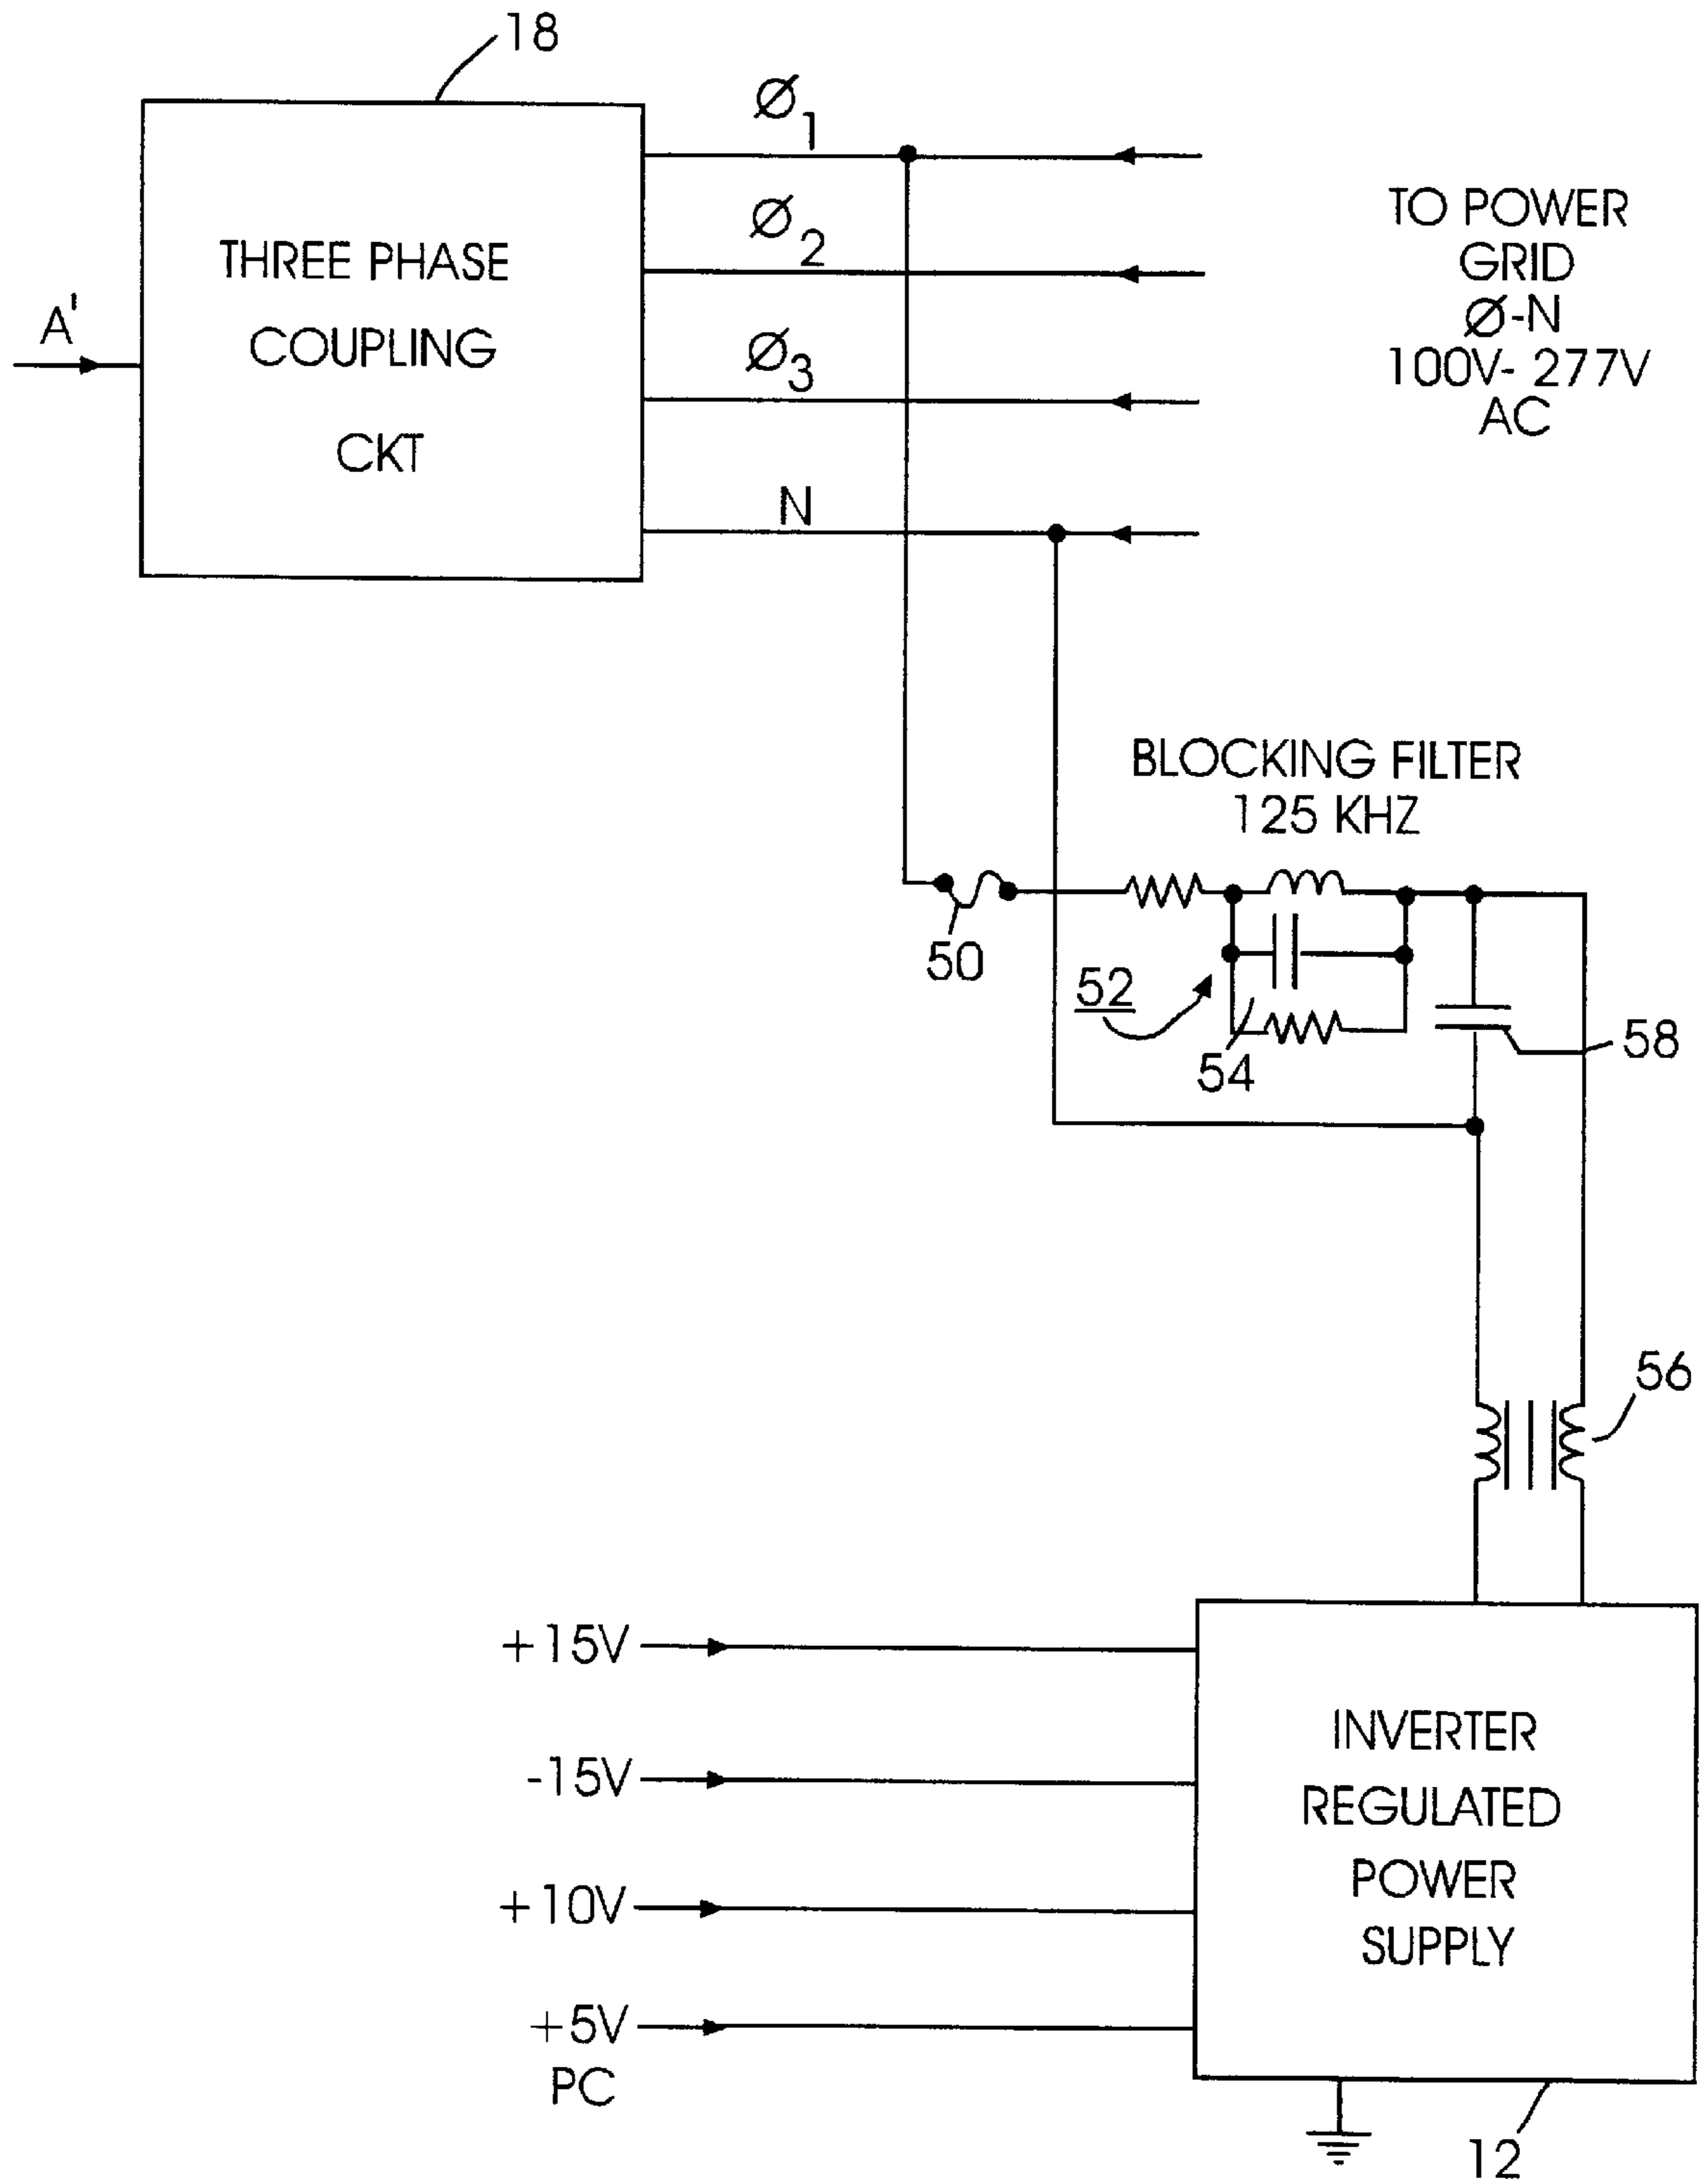 18
Ø1
Ø2
Ø3
N
A'
THREE PHASE
COUPLING
CKT
TO POWER
GRID
Ø-N
100V- 277V
AC
BLOCKING FILTER
125 KHZ
50
52
54
58
56
+15V
-15V
+10V
+5V
PC
INVERTER
REGULATED
POWER
SUPPLY
12